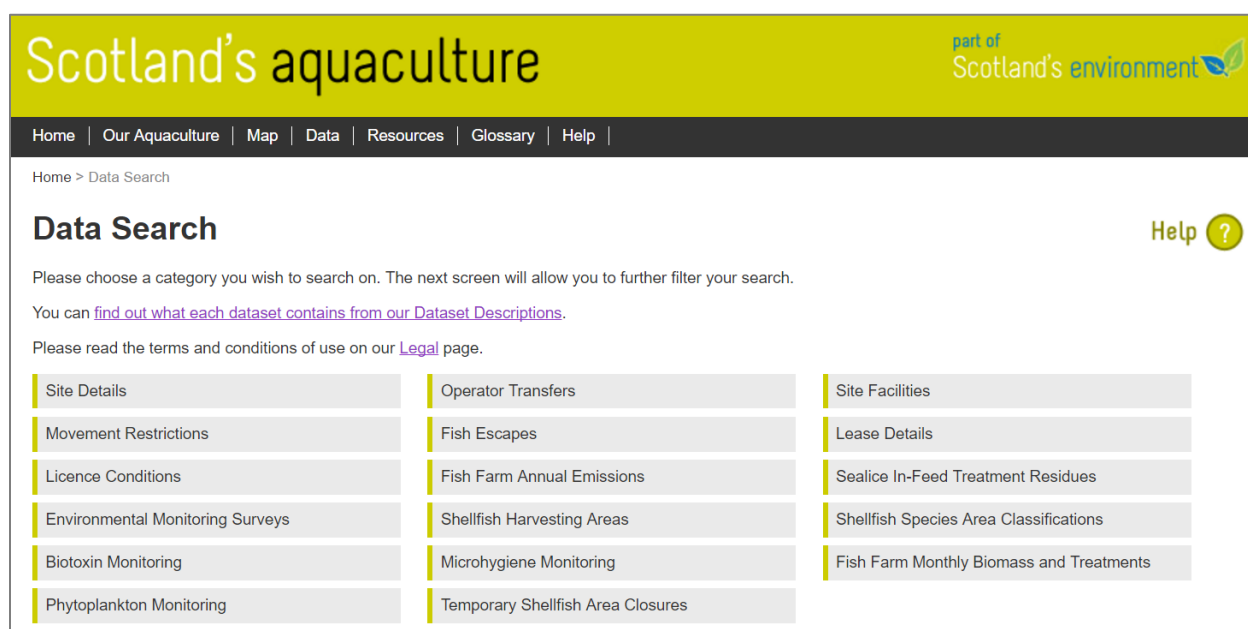 Scotland's aquaculture
part of
Scotland's environment
Home | Our Aquaculture | Map | Data | Resources | Glossary | Help |
Home > Data Search
Data Search
Help ?
Please choose a category you wish to search on. The next screen will allow you to further filter your search.
You can find out what each dataset contains from our Dataset Descriptions.
Please read the terms and conditions of use on our Legal page.
Site Details
Operator Transfers
Site Facilities
Movement Restrictions
Fish Escapes
Lease Details
Licence Conditions
Fish Farm Annual Emissions
Sealice In-Feed Treatment Residues
Environmental Monitoring Surveys
Shellfish Harvesting Areas
Shellfish Species Area Classifications
Biotoxin Monitoring
Microhygiene Monitoring
Fish Farm Monthly Biomass and Treatments
Phytoplankton Monitoring
Temporary Shellfish Area Closures